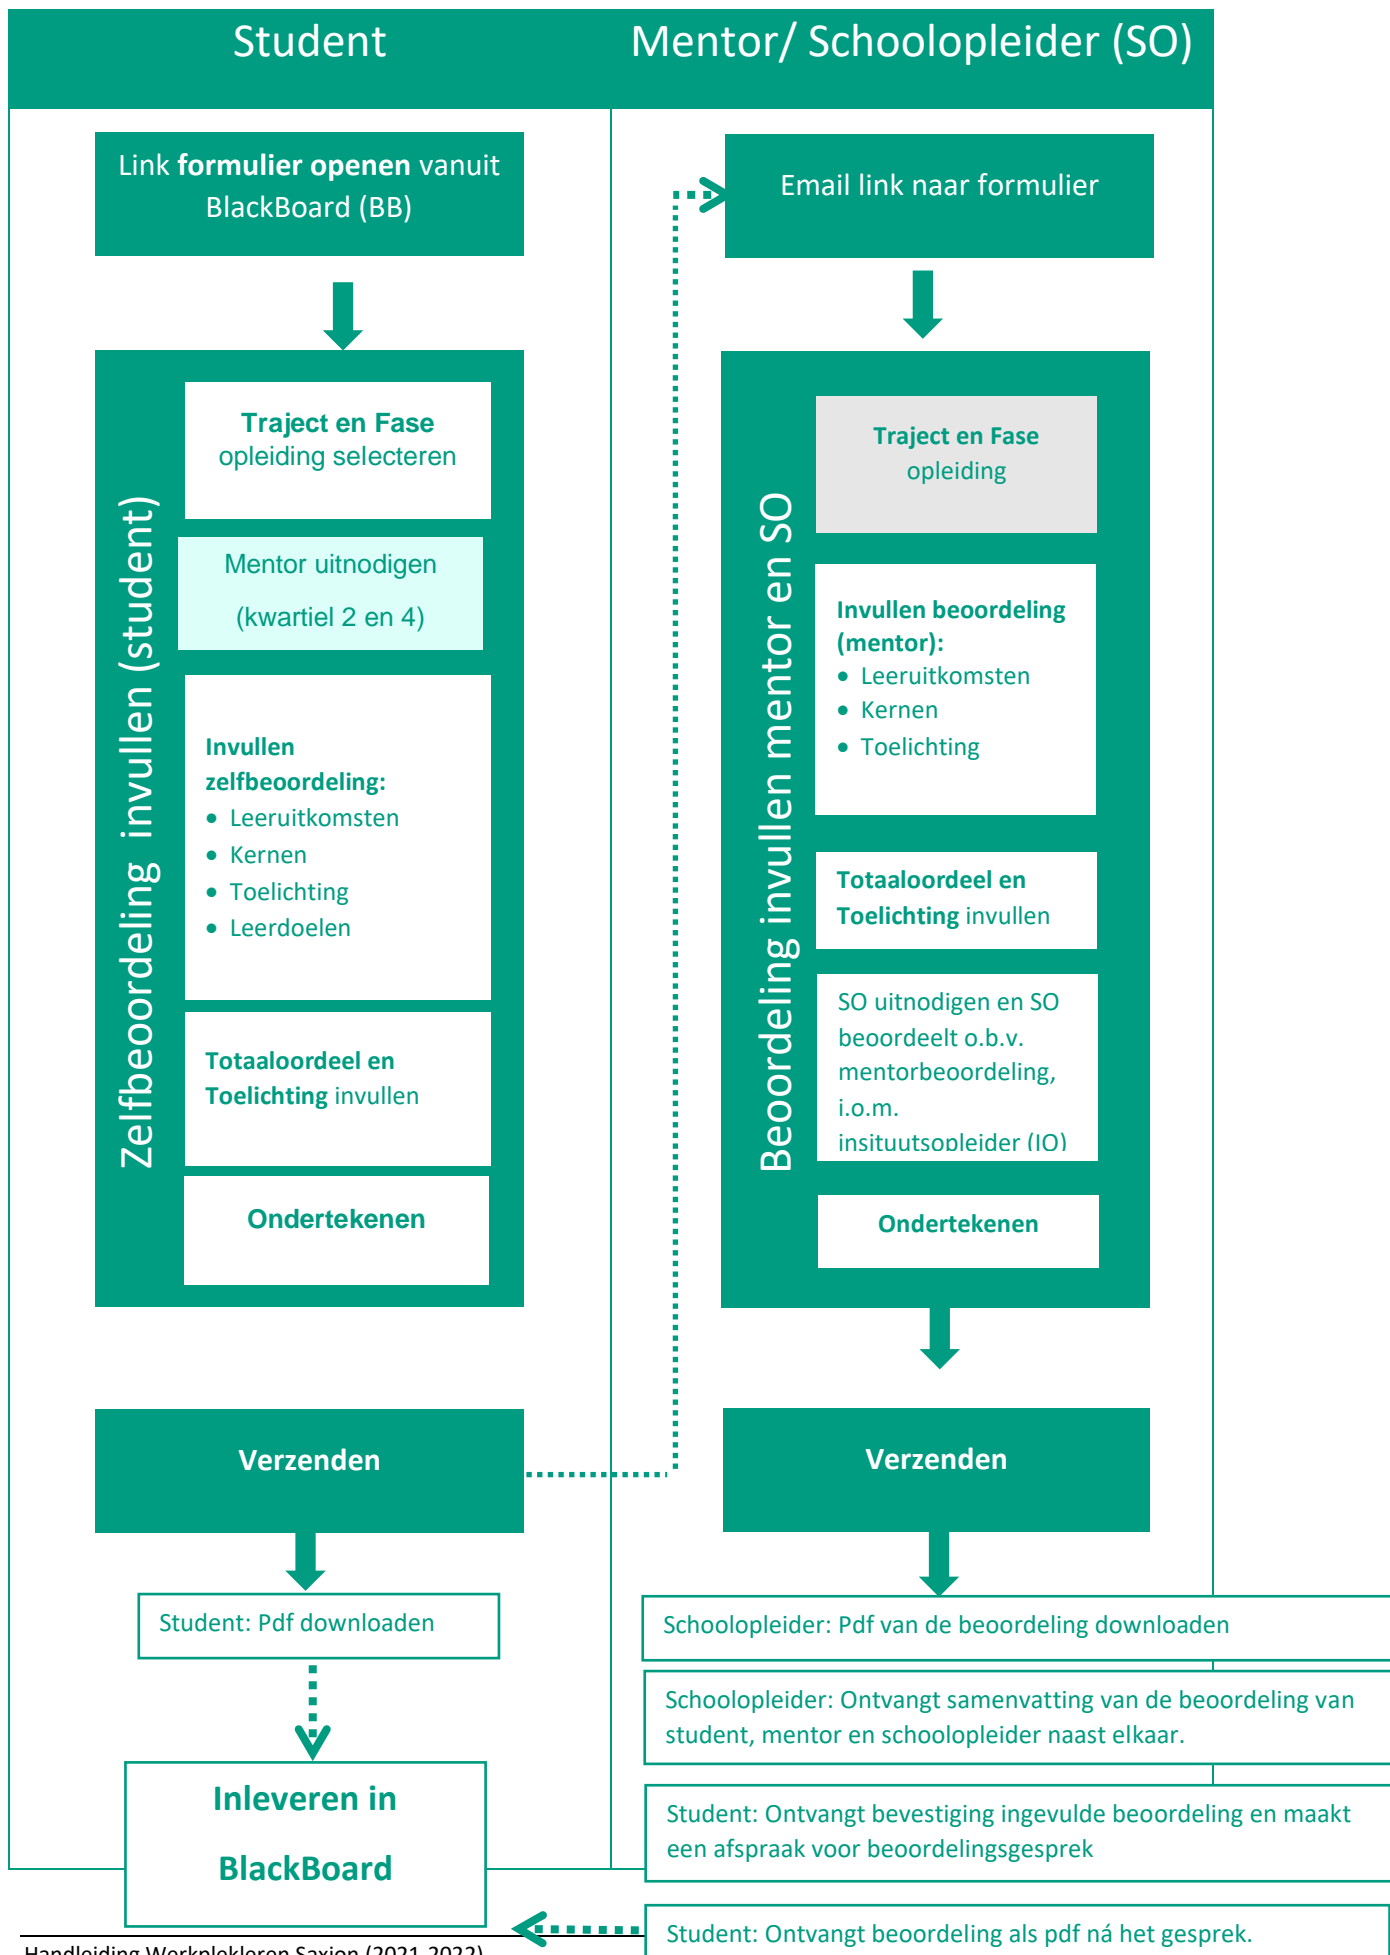 Student
Mentor/ Schoolopleider (SO)
Link formulier openen vanuit
BlackBoard (BB)
Zelfbeoordeling invullen (student)
Traject en Fase
opleiding selecteren
Mentor uitnodigen
(kwartiel 2 en 4)
Invullen
zelfbeoordeling:
• Leeruitkomsten
• Kernen
• Toelichting
• Leerdoelen
Totaaloordeel en
Toelichting invullen
Ondertekenen
Verzenden
Student: Pdf downloaden
Inleveren in
BlackBoard
Email link naar formulier
Beoordeling invullen mentor en SO
Traject en Fase
opleiding
Invullen beoordeling
(mentor):
• Leeruitkomsten
• Kernen
• Toelichting
Totaaloordeel en
Toelichting invullen
SO uitnodigen en SO
beoordeelt o.b.v.
mentorbeoordeling,
i.o.m.
insituutsopleider (IO)
Ondertekenen
Verzenden
Schoolopleider: Pdf van de beoordeling downloaden
Schoolopleider: Ontvangt samenvatting van de beoordeling van
student, mentor en schoolopleider naast elkaar.
Student: Ontvangt bevestiging ingevulde beoordeling en maakt
een afspraak voor beoordelingsgesprek
Student: Ontvangt beoordeling als pdf ná het gesprek.
Handleiding Werkplekleren Saxion (2021-2022)